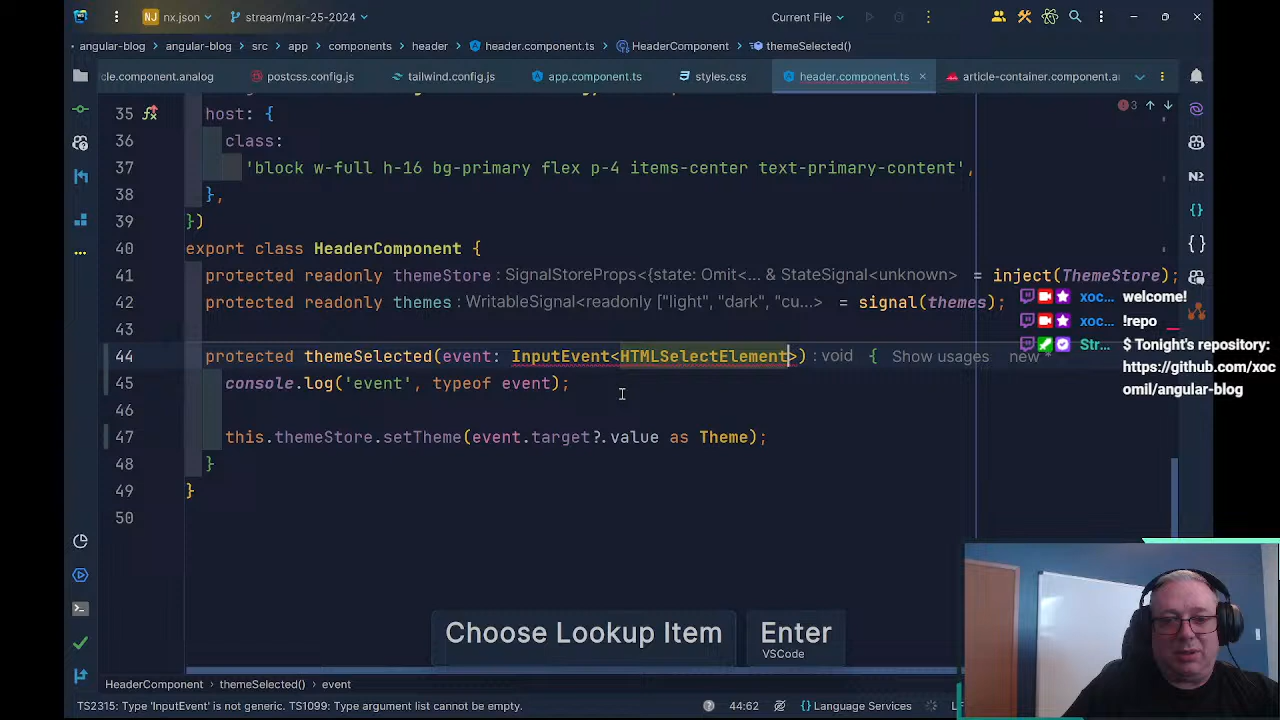 NJ nx.json stream/mar-25-2024 Current File
angular-blog angular-blog src app components header header.component.ts HeaderComponent themeSelected()
cle.component.analog postcss.config.js tailwind.config.js app.component.ts styles.css header.component.ts article-container.component.ar
35 host: {
3
36 class:
37 'block w-full h-16 bg-primary flex p-4 items-center text-primary-content',
38 },
39 })
40 export class HeaderComponent {
41 protected readonly themeStore : SignalStoreProps<{state: Omit<... & StateSignal<unknown> = inject(ThemeStore);
42 protected readonly themes : WritableSignal<readonly ["light", "dark", "cu...> = signal(themes);
43
44 protected themeSelected(event: InputEvent<HTMLSelectElement>) : void { Show usages new *
45 console.log('event', typeof event);
46
47 this.themeStore.setTheme(event.target?.value as Theme);
48 }
49 }
50
N2
xoc... welcome!
xoc... !repo
Str... $ Tonight's repository:
https://github.com/xoc
omil/angular-blog
Choose Lookup Item Enter
VSCode
HeaderComponent themeSelected() event
TS2315: Type 'InputEvent' is not generic. TS1099: Type argument list cannot be empty. 44:62 Language Services